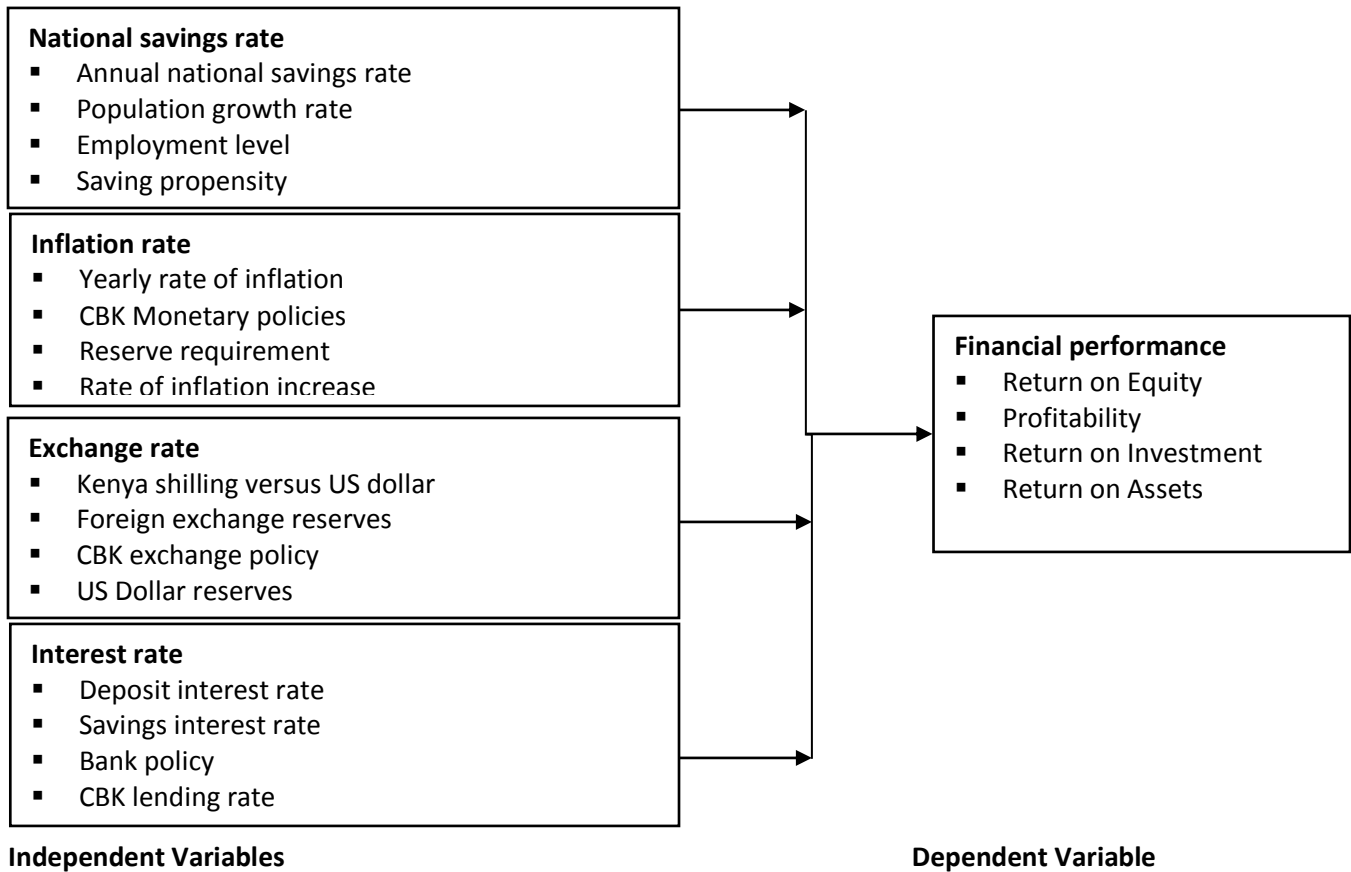 National savings rate
▪ Annual national savings rate
▪ Population growth rate
▪ Employment level
▪ Saving propensity
Inflation rate
▪ Yearly rate of inflation
▪ CBK Monetary policies
▪ Reserve requirement
▪ Rate of inflation increase
Exchange rate
▪ Kenya shilling versus US dollar
▪ Foreign exchange reserves
▪ CBK exchange policy
▪ US Dollar reserves
Interest rate
▪ Deposit interest rate
▪ Savings interest rate
▪ Bank policy
▪ CBK lending rate
Financial performance
▪ Return on Equity
▪ Profitability
▪ Return on Investment
▪ Return on Assets
Independent Variables
Dependent Variable